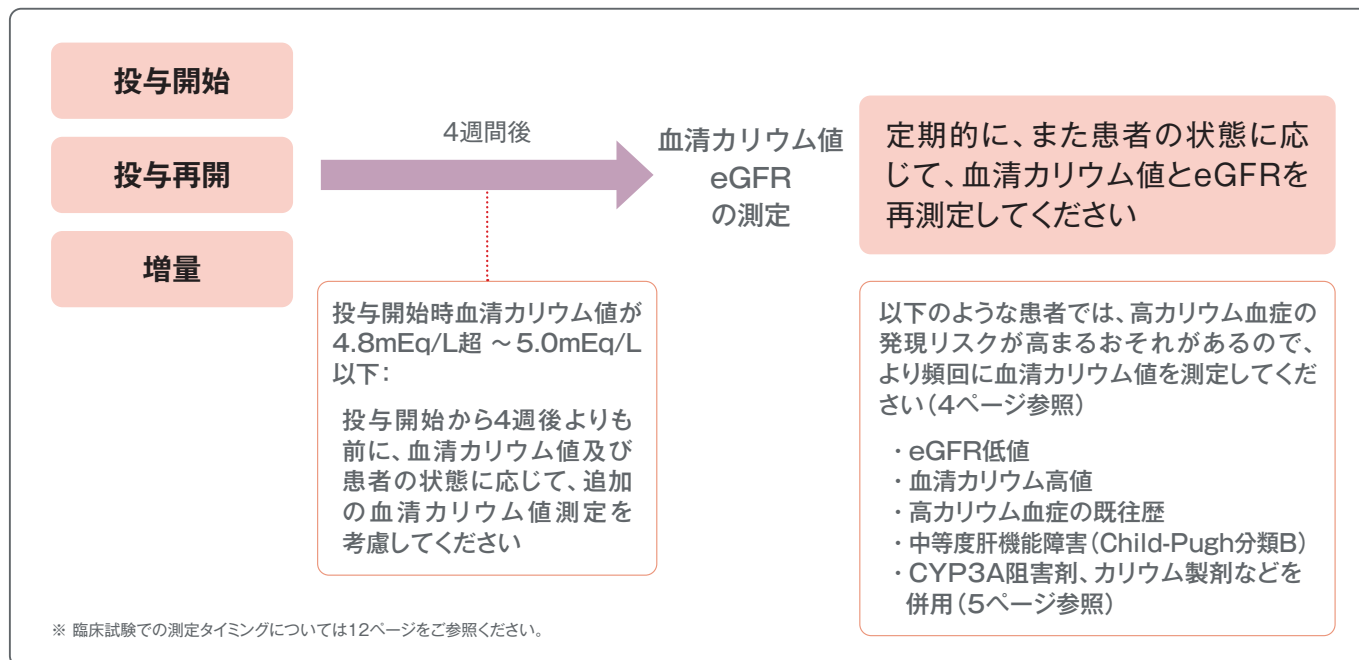 投与開始
投与再開
増量
4週間後
血清カリウム値
eGFR
の測定
定期的に、また患者の状態に応
じて、血清カリウム値とeGFRを
再測定してください
投与開始時血清カリウム値が
4.8mEq/L超 ～5.0mEq/L
以下：
投与開始から4週後よりも
前に、血清カリウム値及び
患者の状態に応じて、追加
の血清カリウム値測定を
考慮してください
以下のような患者では、高カリウム血症の
発現リスクが高まるおそれがあるので、
より頻回に血清カリウム値を測定してくだ
さい（4ページ参照）
・eGFR低値
・血清カリウム高値
・高カリウム血症の既往歴
・中等度肝機能障害（Child-Pugh分類B）
・CYP3A阻害剤、カリウム製剤などを
併用（5ページ参照）
※ 臨床試験での測定タイミングについては12ページをご参照ください。